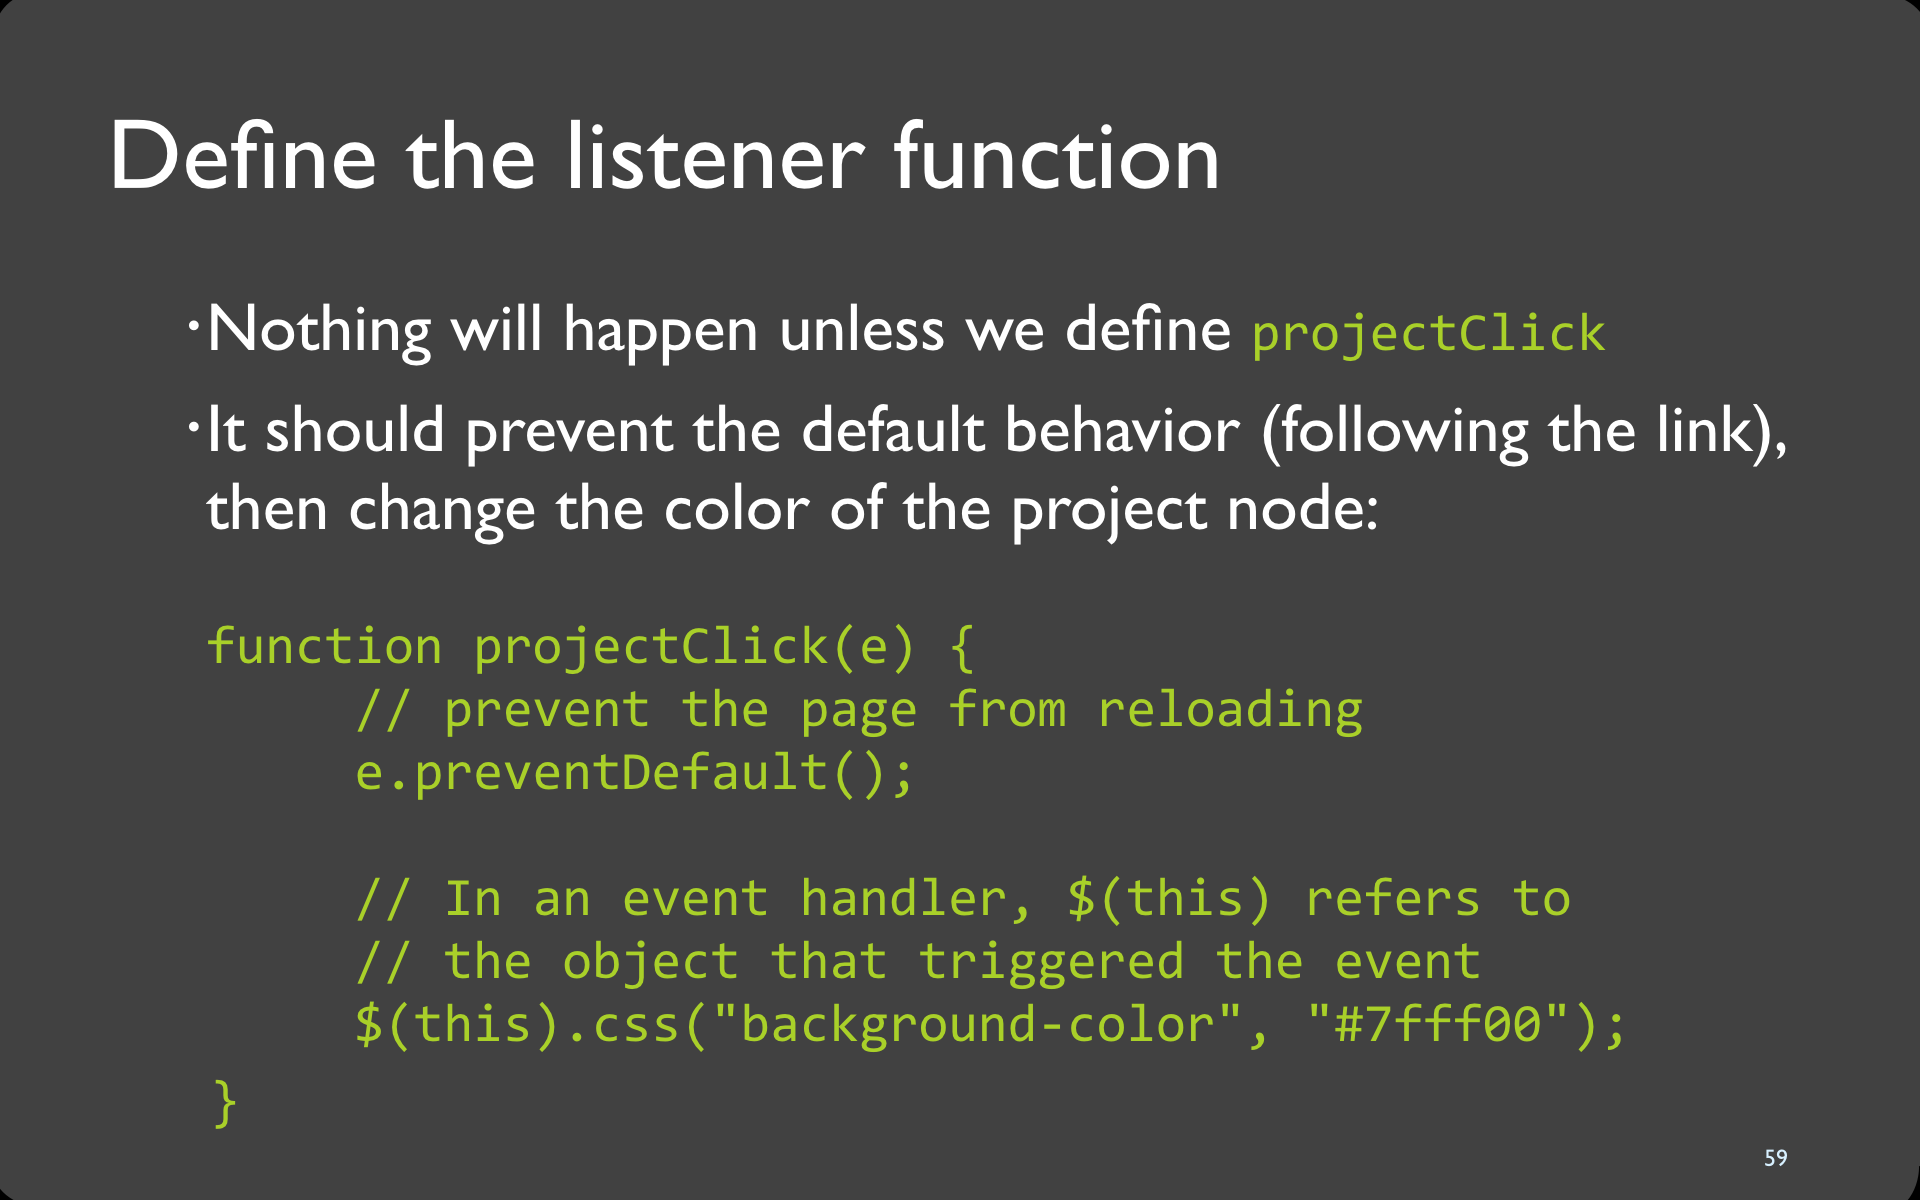 Define the listener function
•Nothing will happen unless we define projectClick
•It should prevent the default behavior (following the link),
then change the color of the project node:
function projectClick(e) {
// prevent the page from reloading
e.preventDefault();
// In an event handler, $(this) refers to
// the object that triggered the event
$(this).css("background-color", "#7fff00");
}
59